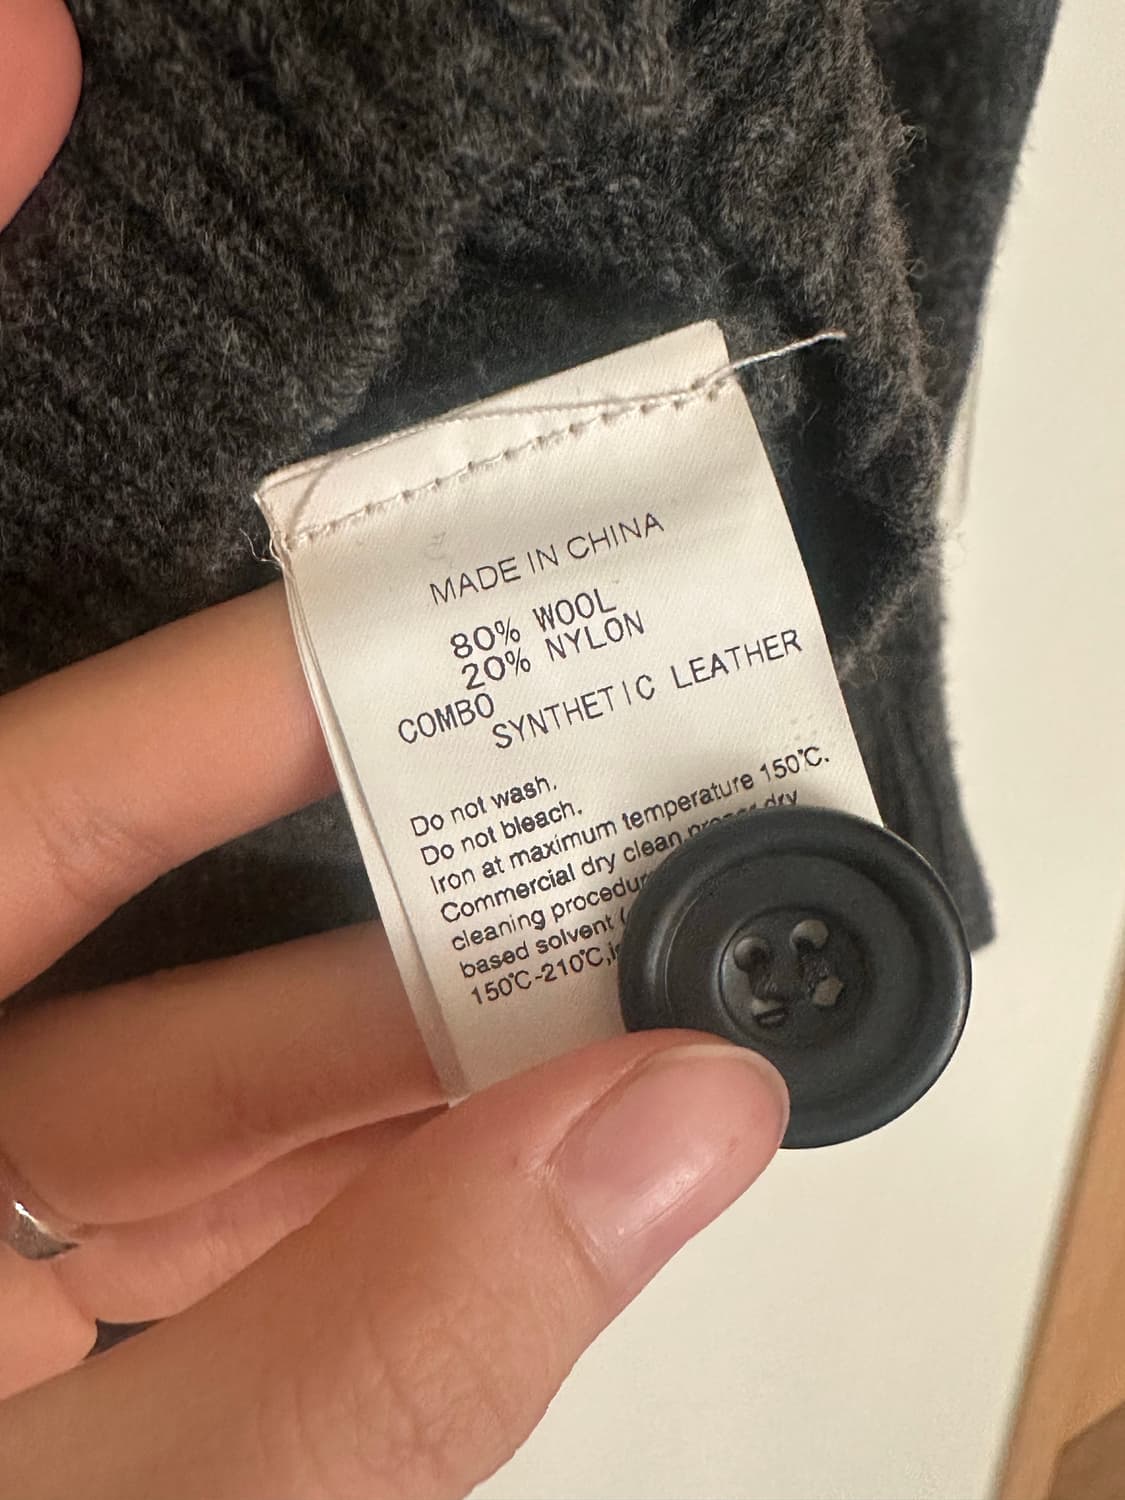 MADE IN CHINA
80% WOOL
20% NYLON
COMBO
SYNTHETIC LEATHER
Do not wash.
Do not bleach.
Iron at maximum temperature 150℃.
Commercial dry clean dry
cleaning
based solvent (
150℃-210℃,